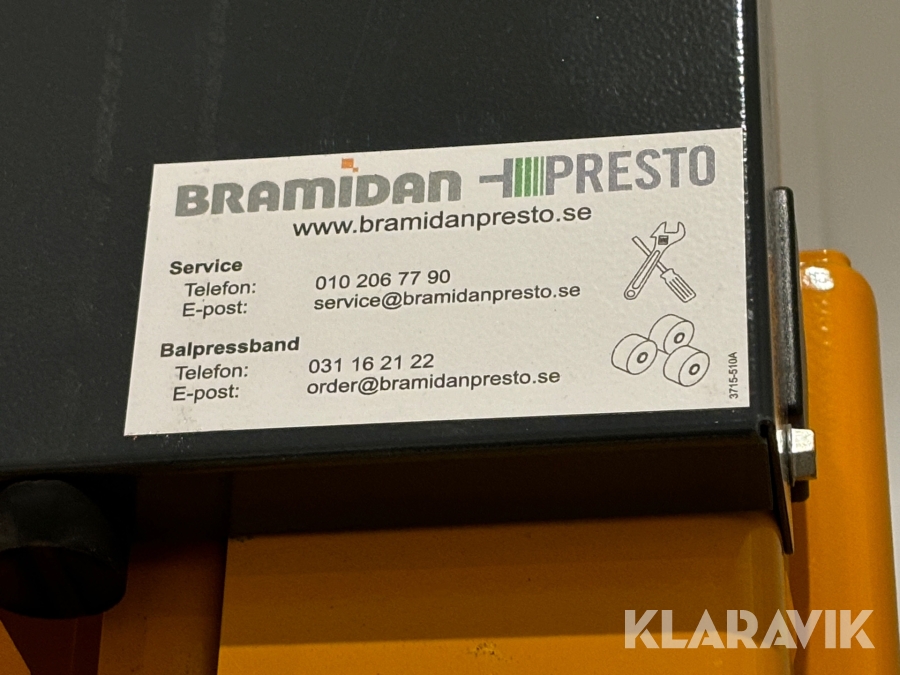 BRAMIDAN PRESTO
www.bramidanpresto.se
Service
Telefon: 010 206 77 90
E-post: service@bramidanpresto.se
Balpressband
Telefon: 031 16 21 22
E-post: order@bramidanpresto.se
3715-510A
KLARAVIK